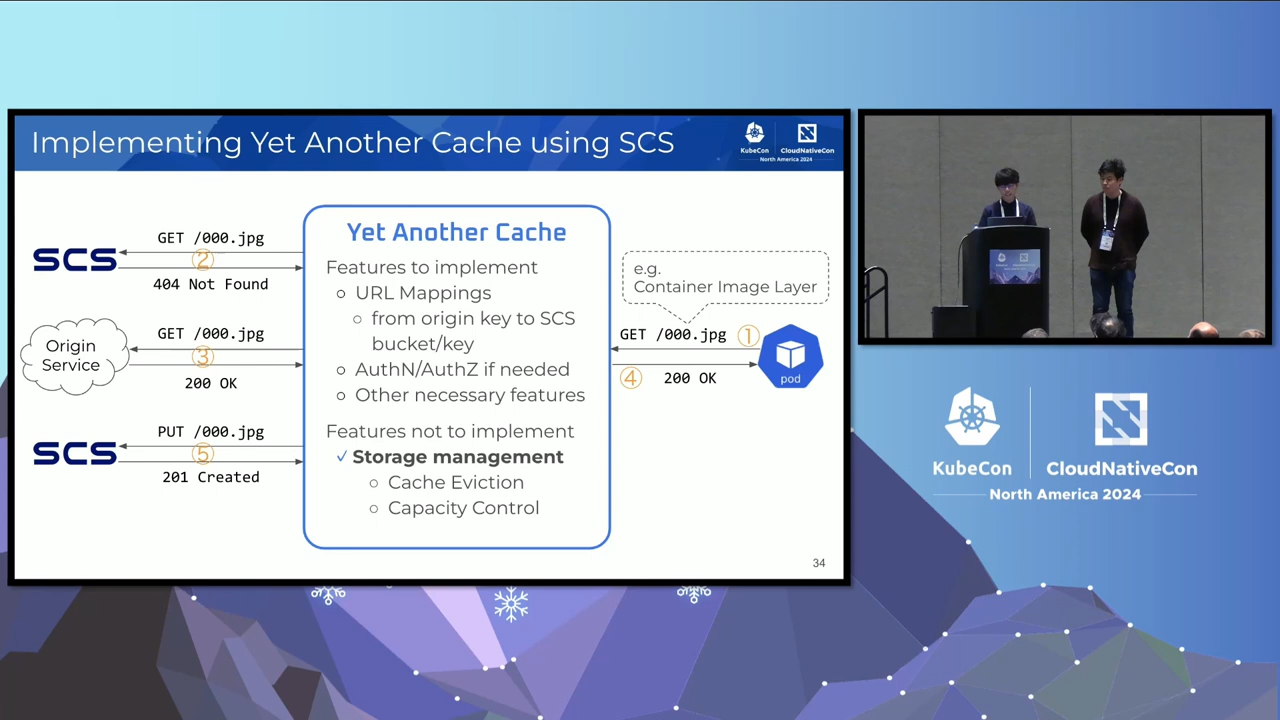 Implementing Yet Another Cache using SCS
KubeCon
CloudNativeCon
North America 2024
SCS
GET /000.jpg
②
404 Not Found
Origin
Service
GET /000.jpg
③
200 OK
SCS
PUT /000.jpg
⑤
201 Created
Yet Another Cache
Features to implement
○ URL Mappings
○ from origin key to SCS
bucket/key
○ AuthN/AuthZ if needed
○ Other necessary features
Features not to implement
✓ Storage management
○ Cache Eviction
○ Capacity Control
e.g.
Container Image Layer
GET /000.jpg
①
④
200 OK
pod
34
KubeCon
CloudNativeCon
North America 2024